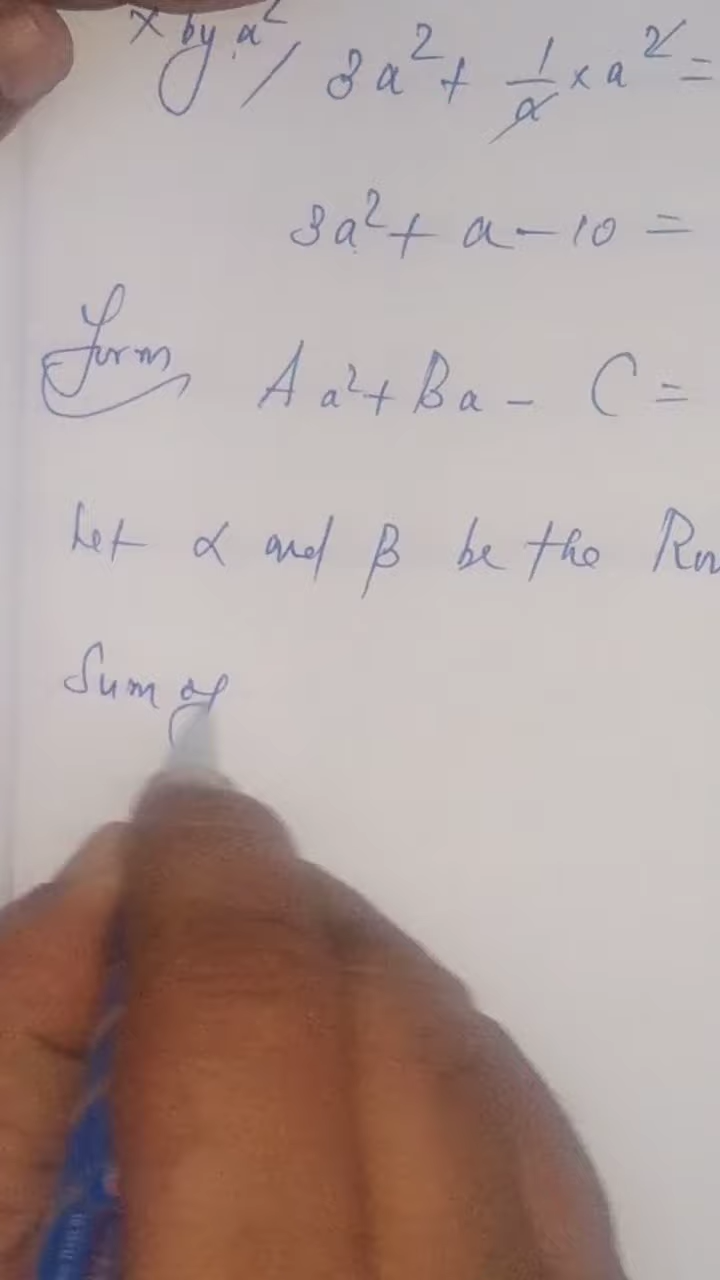 x by a² / 3a² + 1/a × a² =
3a² + a - 10 =
Form Aa² + Ba - C =
Let α and β be the
Sum of